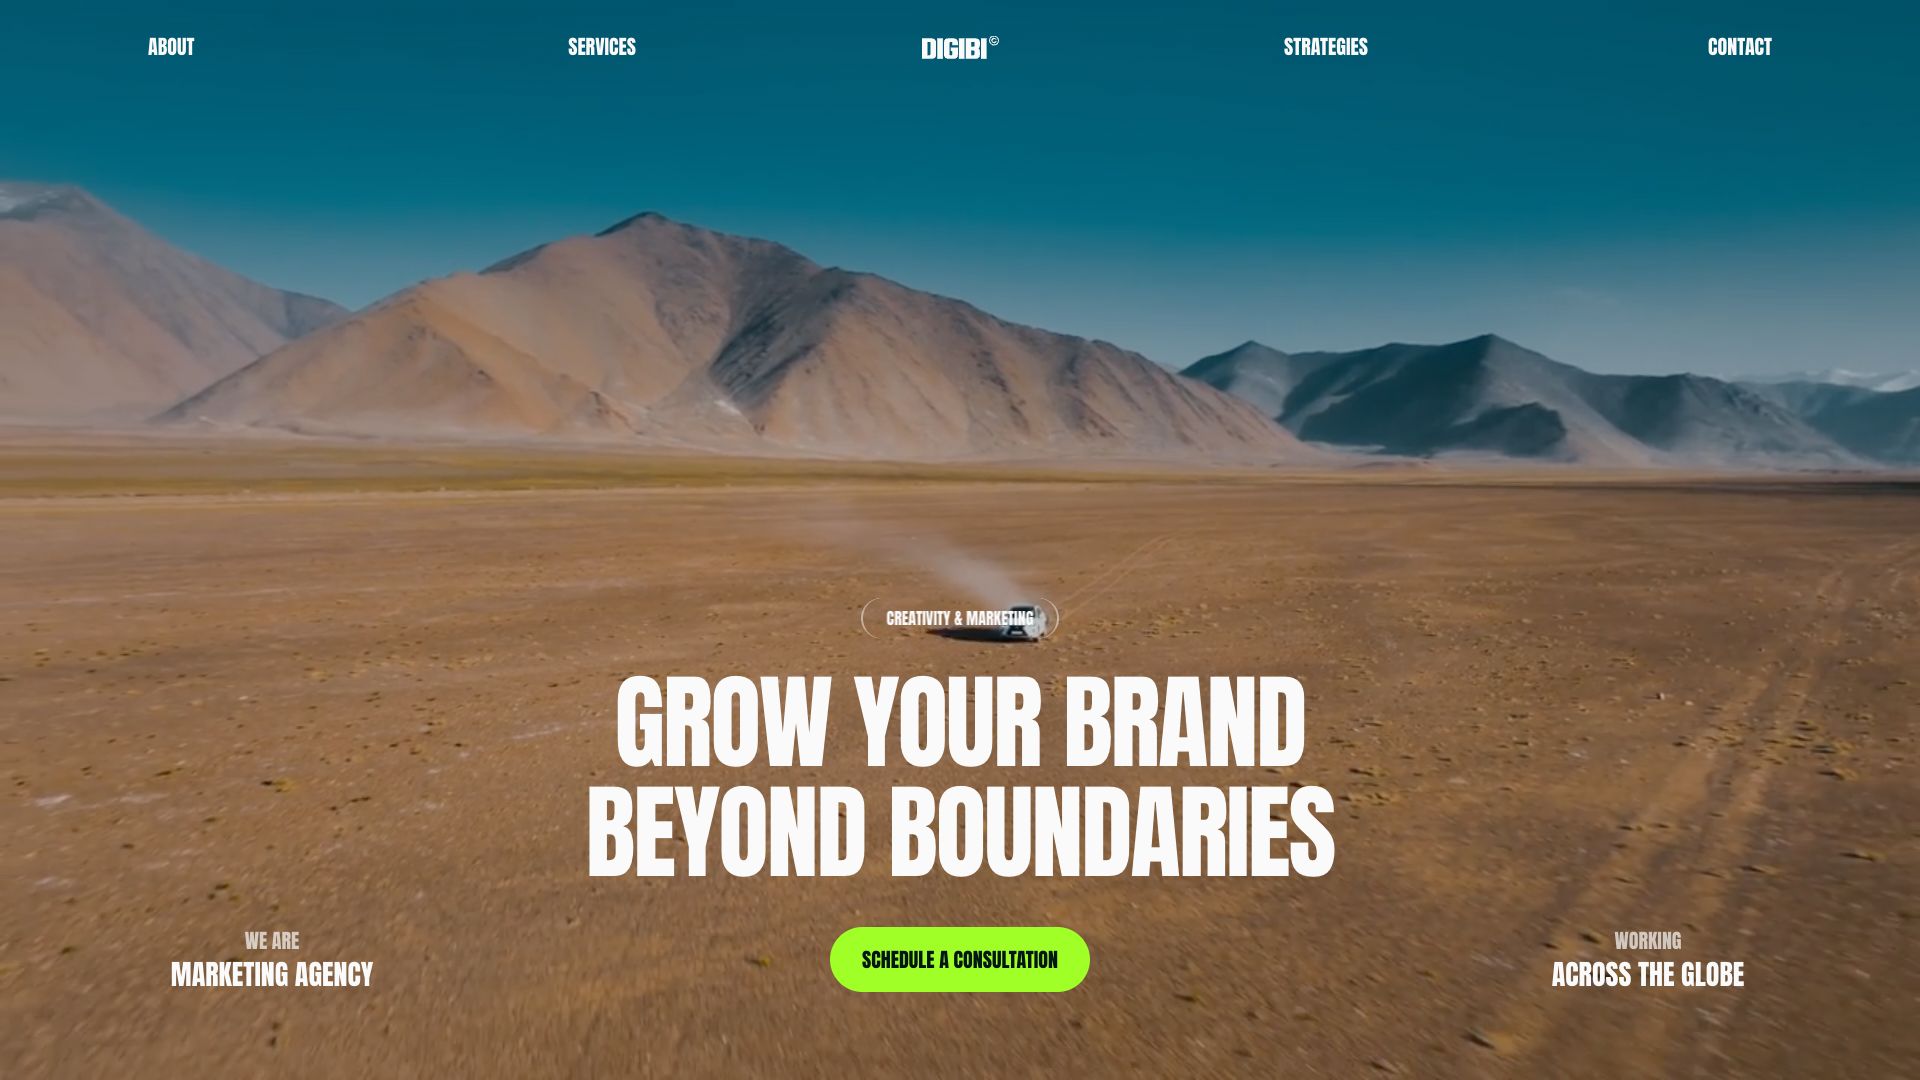 ABOUT
SERVICES
DIGIBI©
STRATEGIES
CONTACT
CREATIVITY & MARKETING
GROW YOUR BRAND
BEYOND BOUNDARIES
WE ARE
MARKETING AGENCY
SCHEDULE A CONSULTATION
WORKING
ACROSS THE GLOBE